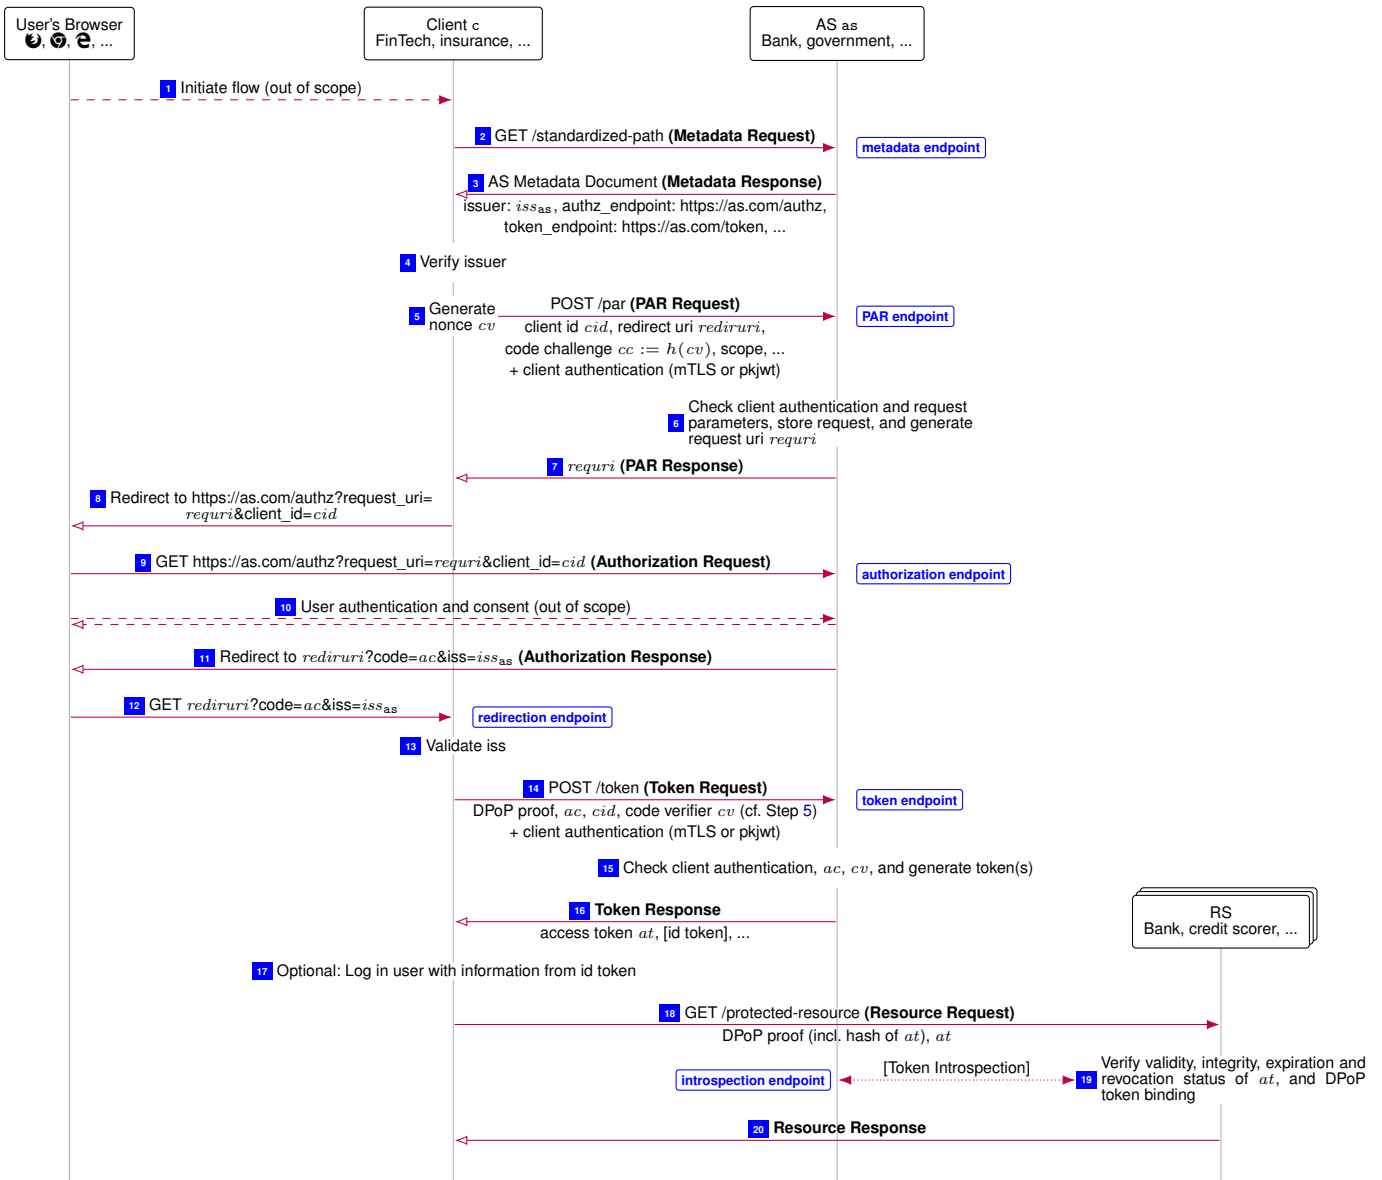 User's Browser
, , , ...
Client c
FinTech, insurance, ...
AS as
Bank, government, ...
1 Initiate flow (out of scope)
2 GET /standardized-path (Metadata Request)
metadata endpoint
3 AS Metadata Document (Metadata Response)
issuer: iss_as, authz_endpoint: https://as.com/authz,
token_endpoint: https://as.com/token, ...
4 Verify issuer
5 Generate
nonce cv
POST /par (PAR Request)
PAR endpoint
client id cid, redirect uri rediruri,
code challenge cc := h(cv), scope, ...
+ client authentication (mTLS or pkjwt)
6 Check client authentication and request
parameters, store request, and generate
request uri requri
7 requri (PAR Response)
8 Redirect to https://as.com/authz?request_uri=
requri&client_id=cid
9 GET https://as.com/authz?request_uri=requri&client_id=cid (Authorization Request)
authorization endpoint
10 User authentication and consent (out of scope)
11 Redirect to rediruri?code=ac&iss=iss_as (Authorization Response)
12 GET rediruri?code=ac&iss=iss_as
redirection endpoint
13 Validate iss
14 POST /token (Token Request)
token endpoint
DPoP proof, ac, cid, code verifier cv (cf. Step 5)
+ client authentication (mTLS or pkjwt)
15 Check client authentication, ac, cv, and generate token(s)
16 Token Response
access token at, [id token], ...
RS
Bank, credit scorer, ...
17 Optional: Log in user with information from id token
18 GET /protected-resource (Resource Request)
DPoP proof (incl. hash of at), at
introspection endpoint
[Token Introspection]
19 Verify validity, integrity, expiration and
revocation status of at, and DPoP
token binding
20 Resource Response